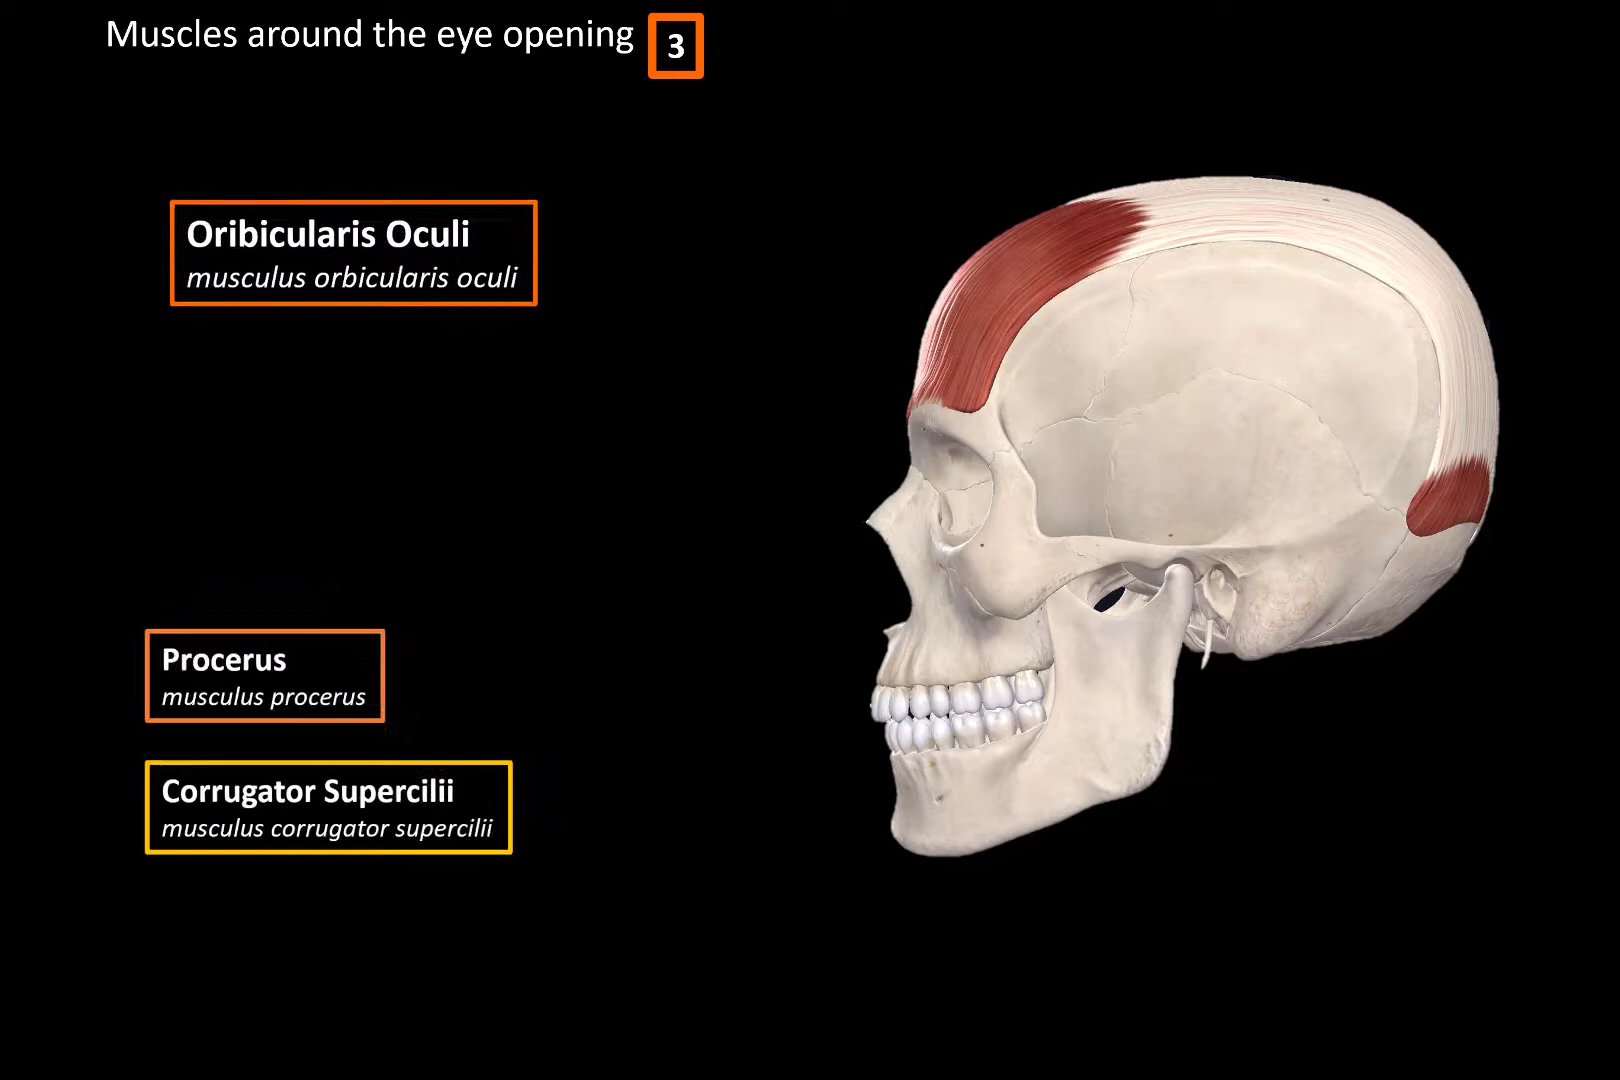 Muscles around the eye opening 3
Oribicularis Oculi
musculus orbicularis oculi
Procerus
musculus procerus
Corrugator Supercilii
musculus corrugator supercilii